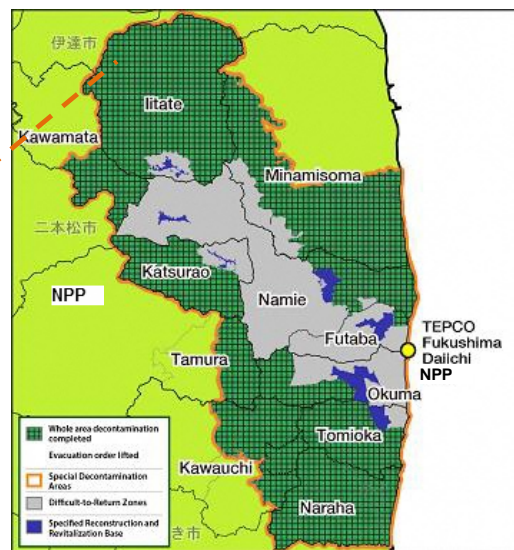 伊達市
Iitate
Kawamata
Minamisoma
二本松市
Katsurao
NPP
Namie
Futaba
TEPCO
Fukushima
Daiichi
NPP
Tamura
Okuma
Tomioka
Kawauchi
Naraha
き市
Whole area decontamination
completed
Evacuation order lifted
Special Decontamination
Areas
Difficult-to-Return Zones
Specified Reconstruction and
Revitalization Base